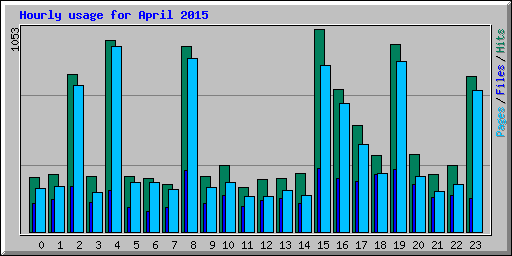 Hourly usage for April 2015
1053
Pages/Files/Hits
0 1 2 3 4 5 6 7 8 9 10 11 12 13 14 15 16 17 18 19 20 21 22 23